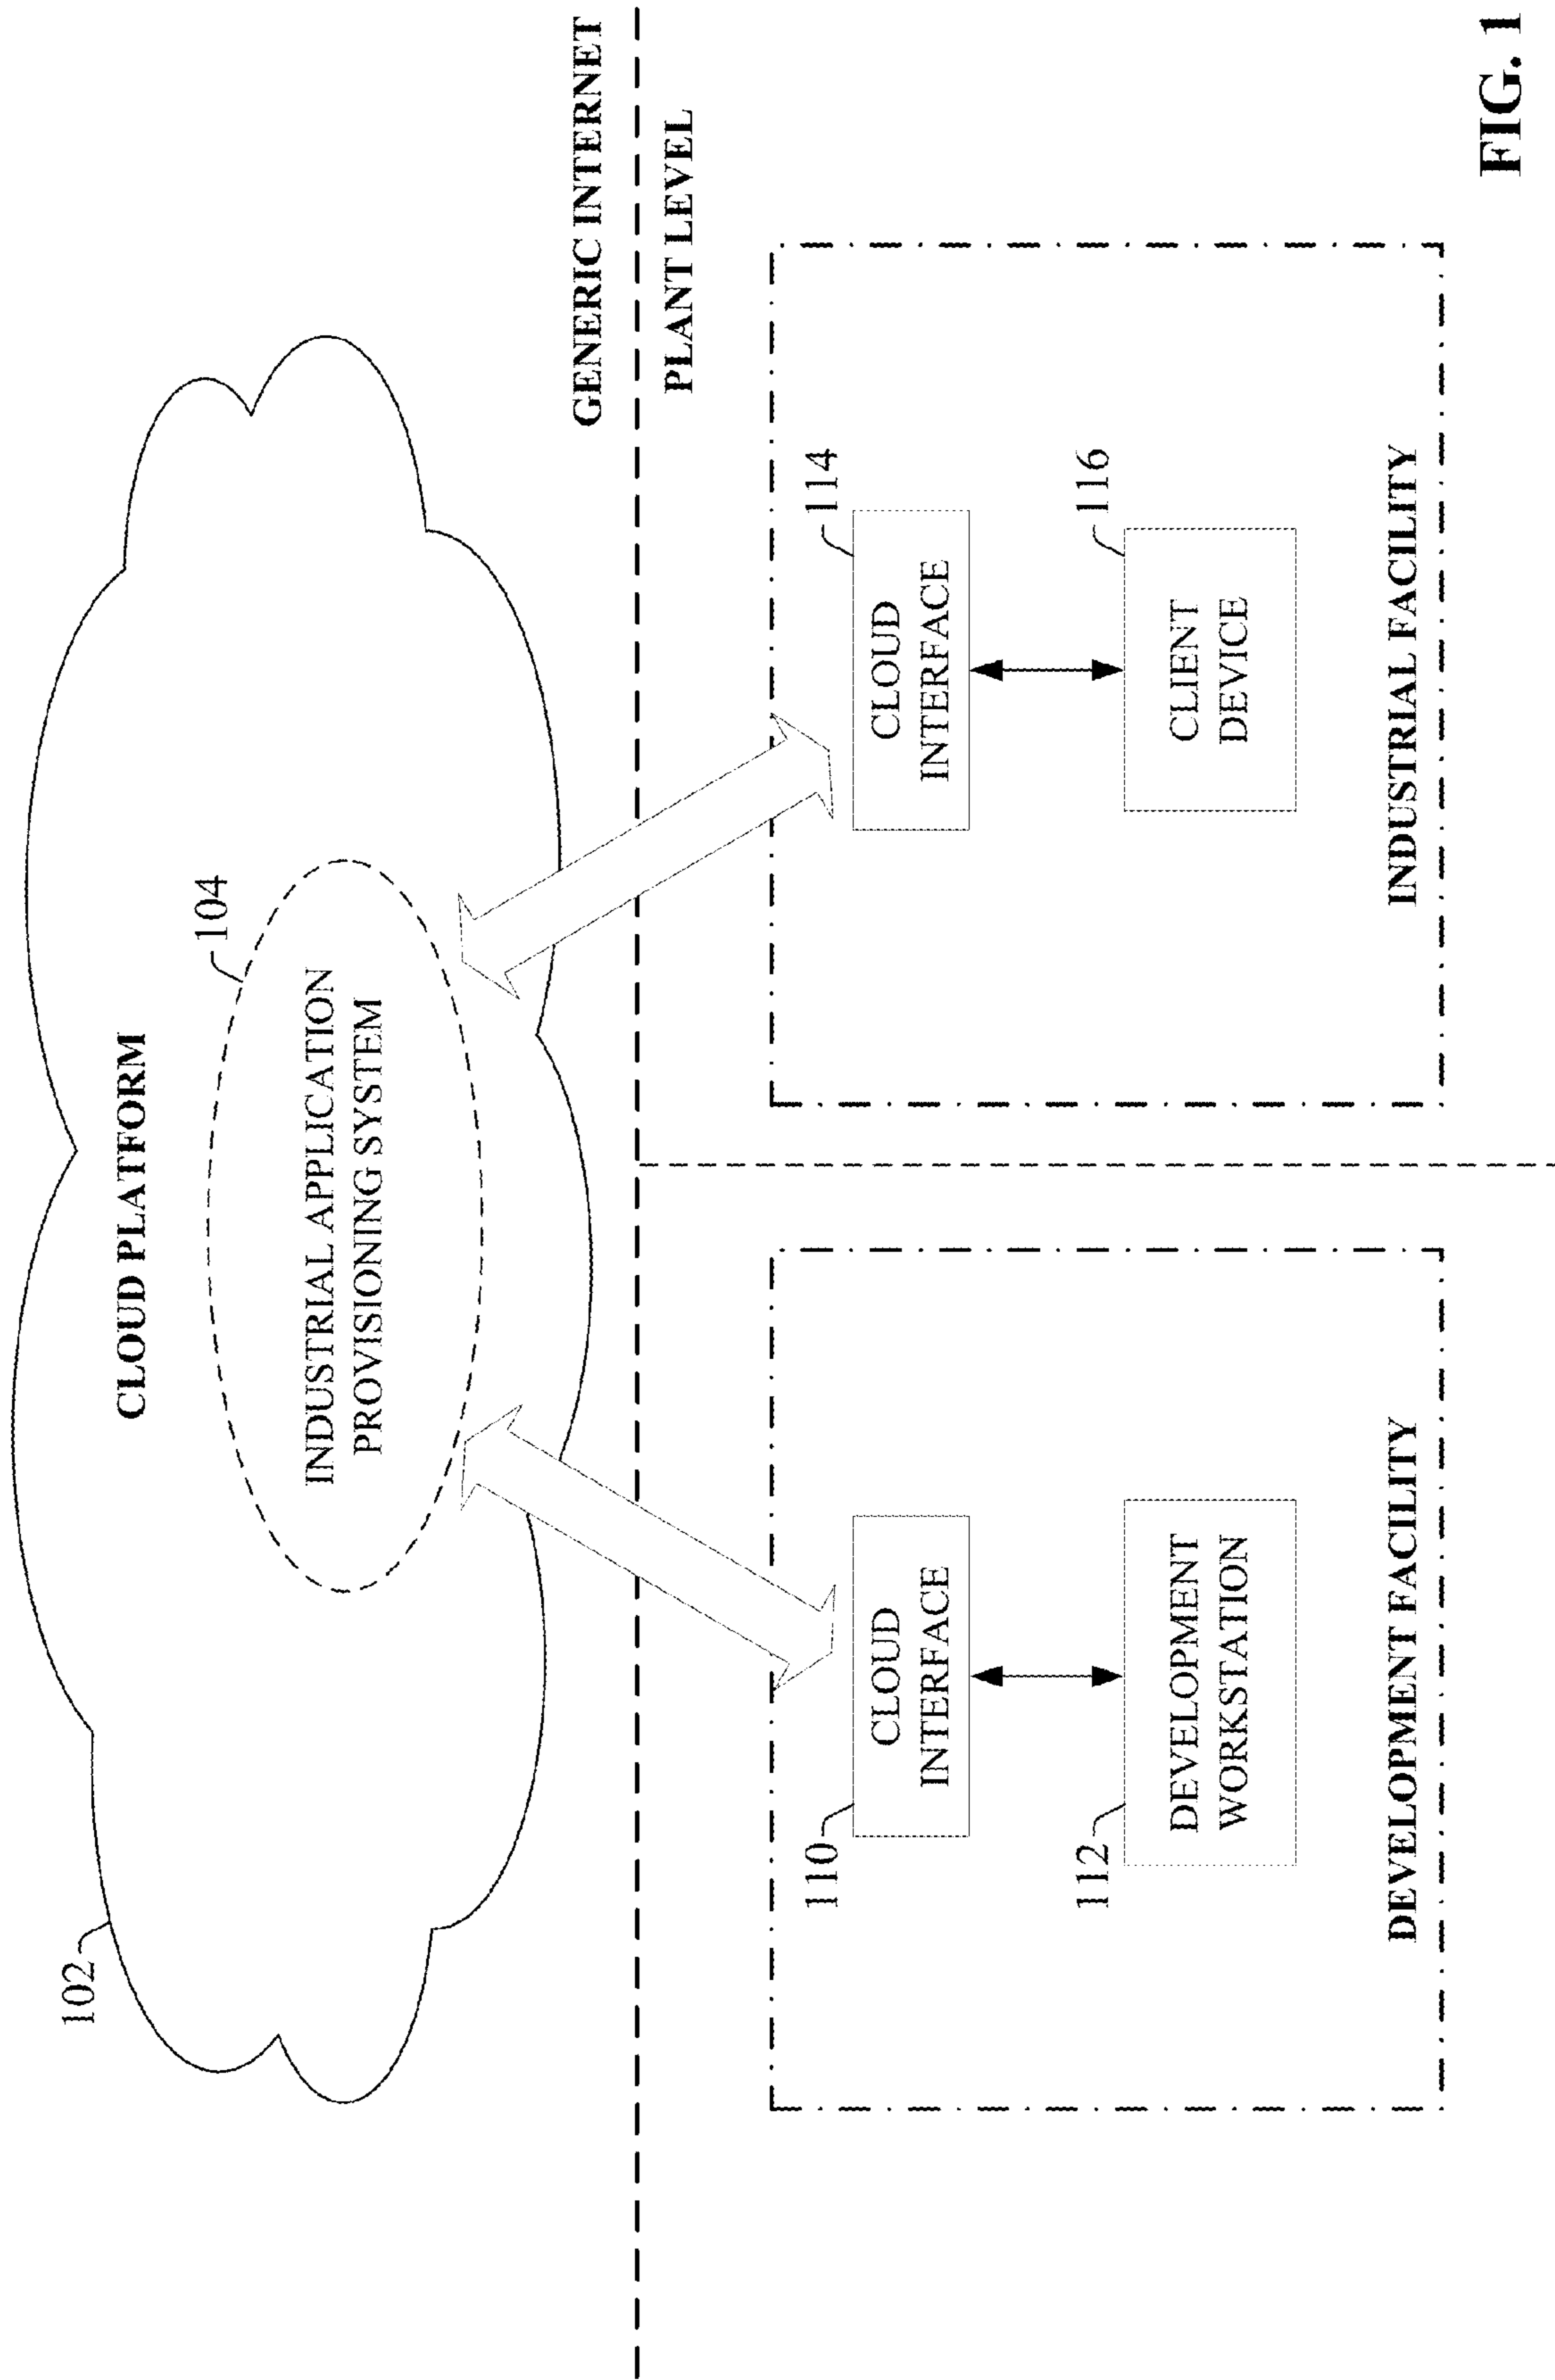 102
CLOUD PLATFORM
104
INDUSTRIAL APPLICATION
PROVISIONING SYSTEM
GENERIC INTERNET
PLANT LEVEL
110
CLOUD
INTERFACE
112
DEVELOPMENT
WORKSTATION
DEVELOPMENT FACILITY
114
CLOUD
INTERFACE
116
CLIENT
DEVICE
INDUSTRIAL FACILITY
FIG. 1